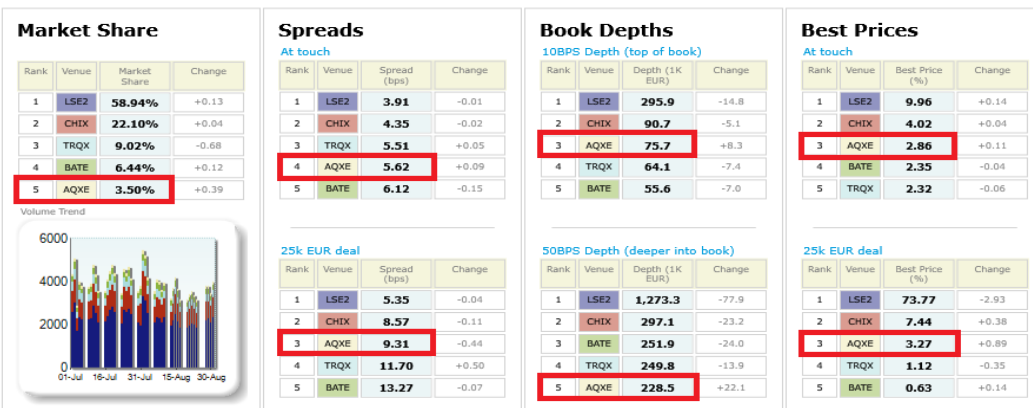 Market Share
Rank Venue Market Share Change
1 LSE2 58.94% +0.13
2 CHIX 22.10% +0.04
3 TRQX 9.02% -0.68
4 BATE 6.44% +0.12
5 AQXE 3.50% +0.39
Volume Trend
6000
4000
2000
0
01-Jul 16-Jul 31-Jul 15-Aug 30-Aug
Spreads
At touch
Rank Venue Spread (bps) Change
1 LSE2 3.91 -0.01
2 CHIX 4.35 -0.02
3 TRQX 5.51 +0.05
4 AQXE 5.62 +0.09
5 BATE 6.12 -0.15
25k EUR deal
Rank Venue Spread (bps) Change
1 LSE2 5.35 -0.04
2 CHIX 8.57 -0.11
3 AQXE 9.31 -0.44
4 TRQX 11.70 +0.50
5 BATE 13.27 -0.07
Book Depths
10BPS Depth (top of book)
Rank Venue Depth (1K EUR) Change
1 LSE2 295.9 -14.8
2 CHIX 90.7 -5.1
3 AQXE 75.7 +8.3
4 TRQX 64.1 -7.4
5 BATE 55.6 -7.0
50BPS Depth (deeper into book)
Rank Venue Depth (1K EUR) Change
1 LSE2 1,273.3 -77.9
2 CHIX 297.1 -23.2
3 BATE 251.9 -24.0
4 TRQX 249.8 -13.9
5 AQXE 228.5 +22.1
Best Prices
At touch
Rank Venue Best Price (%) Change
1 LSE2 9.96 +0.14
2 CHIX 4.02 +0.04
3 AQXE 2.86 +0.11
4 BATE 2.35 -0.04
5 TRQX 2.32 -0.06
25k EUR deal
Rank Venue Best Price (%) Change
1 LSE2 73.77 -2.93
2 CHIX 7.44 +0.38
3 AQXE 3.27 +0.89
4 TRQX 1.12 -0.35
5 BATE 0.63 +0.14